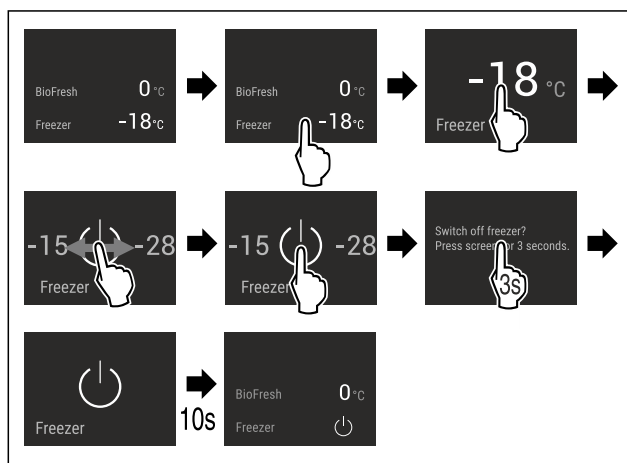 BioFresh 0 °C
Freezer -18°C
BioFresh 0 °C
Freezer -18°C
-18 °C
Freezer
-15 -28
Freezer
-15 -28
Freezer
Switch off freezer?
Press screen for 3 seconds.
3s
Freezer
10s
BioFresh 0 °C
Freezer